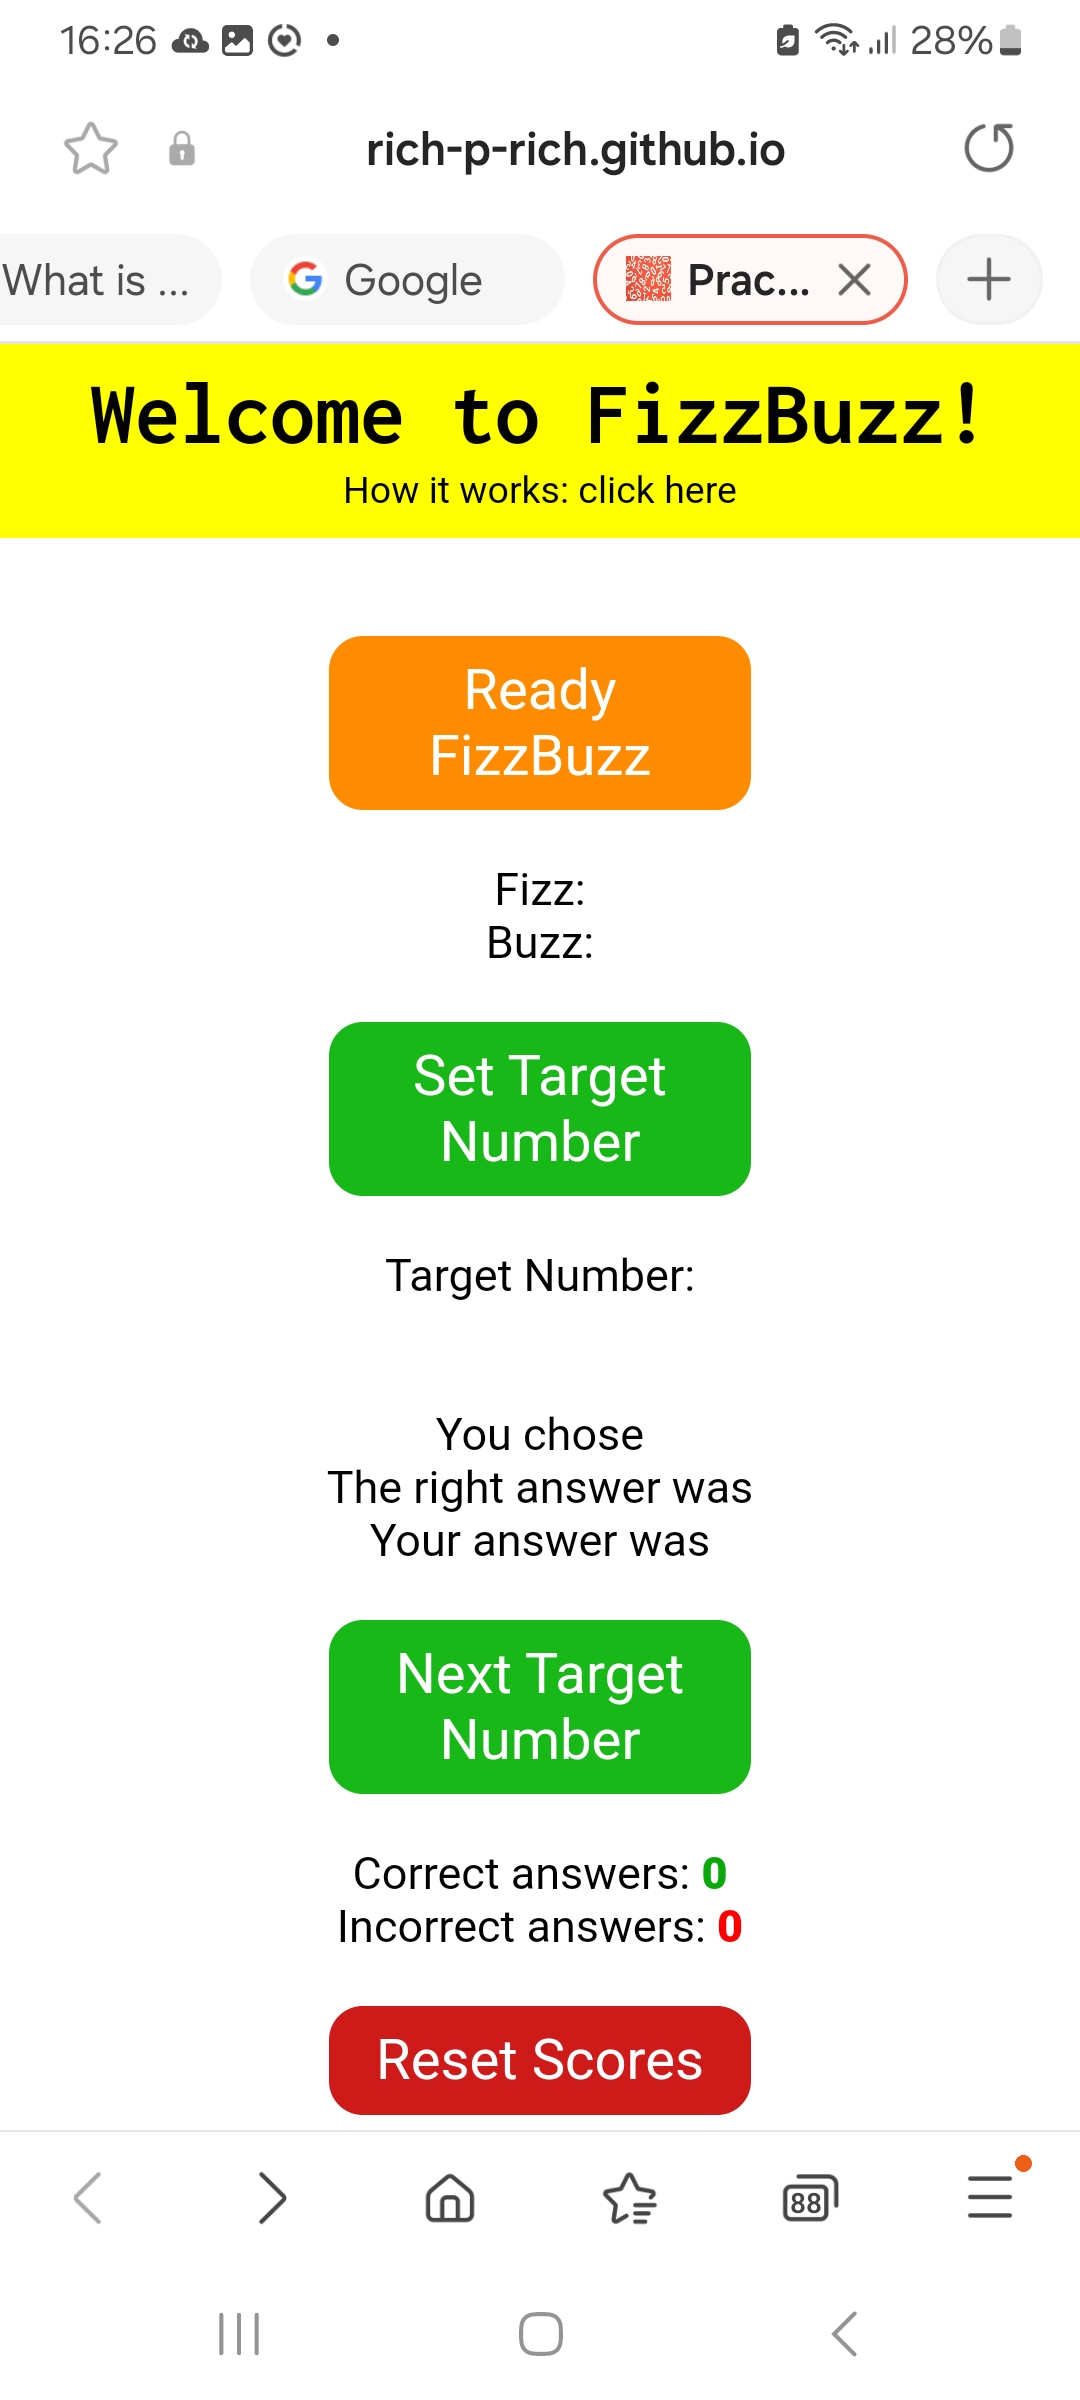 16:26
28%
rich-p-rich.github.io
What is ...
Google
Prac...
Welcome to FizzBuzz!
How it works: click here
Ready
FizzBuzz
Fizz:
Buzz:
Set Target
Number
Target Number:
You chose
The right answer was
Your answer was
Next Target
Number
Correct answers: 0
Incorrect answers: 0
Reset Scores
88